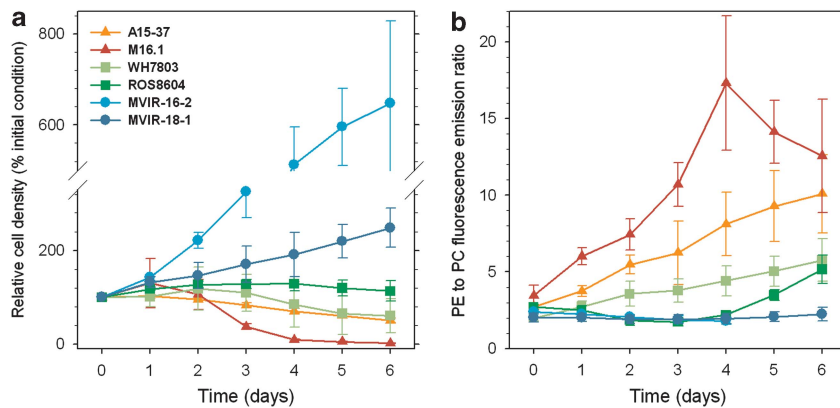 a
Relative cell density (% initial condition)
800
600
200
0
A15-37
M16.1
WH7803
ROS8604
MVIR-16-2
MVIR-18-1
0 1 2 3 4 5 6
Time (days)
b
PE to PC fluorescence emission ratio
20
15
10
5
0
0 1 2 3 4 5 6
Time (days)